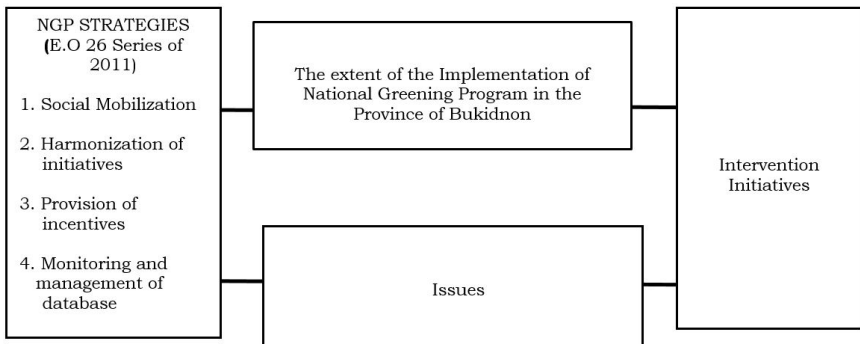 NGP STRATEGIES
(E.O 26 Series of
2011)
1. Social Mobilization
2. Harmonization of
initiatives
3. Provision of
incentives
4. Monitoring and
management of
database
The extent of the Implementation of
National Greening Program in the
Province of Bukidnon
Issues
Intervention
Initiatives